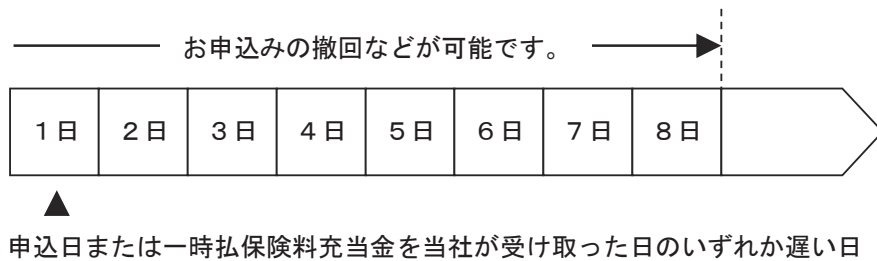 お申込みの撤回などが可能です。
1日 2日 3日 4日 5日 6日 7日 8日
申込日または一時払保険料充当金を当社が受け取った日のいずれか遅い日